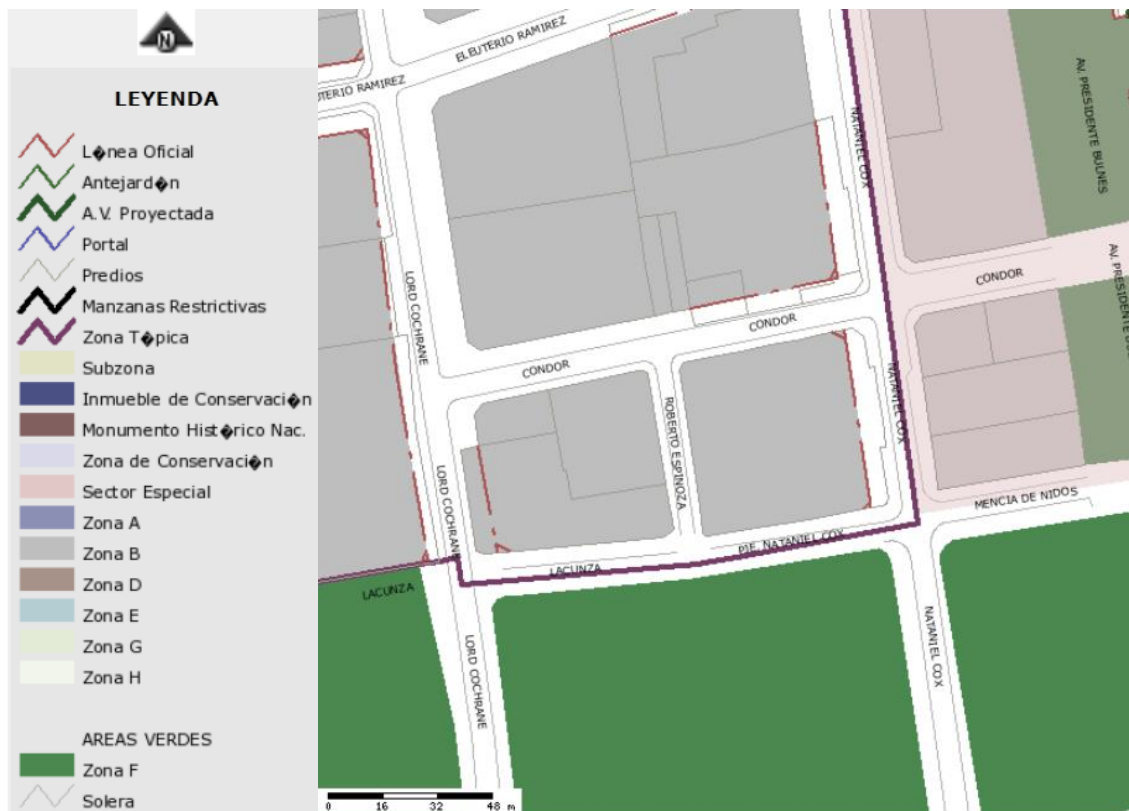 N
LEYENDA
L�nea Oficial
Antejard�n
A.V. Proyectada
Portal
Predios
Manzanas Restrictivas
Zona T�pica
Subzona
Inmueble de Conservaci�n
Monumento Hist�rico Nac.
Zona de Conservaci�n
Sector Especial
Zona A
Zona B
Zona D
Zona E
Zona G
Zona H
AREAS VERDES
Zona F
Solera
ELEUTERIO RAMIREZ
UTERIO RAMIREZ
NATANIEL COX
AV. PRESIDENTE BULNES
LORD COCHRANE
CONDOR
AV. PRESIDENTE BUL
CONDOR
CONDOR
ROBERTO ESPINOZA
NATANIEL COX
LORD COCHRANE
MENCIA DE NIDOS
PJE. NATANIEL COX
LACUNZA
LACUNZA
LORD COCHRANE
NATANIEL COX
0 16 32 48 m